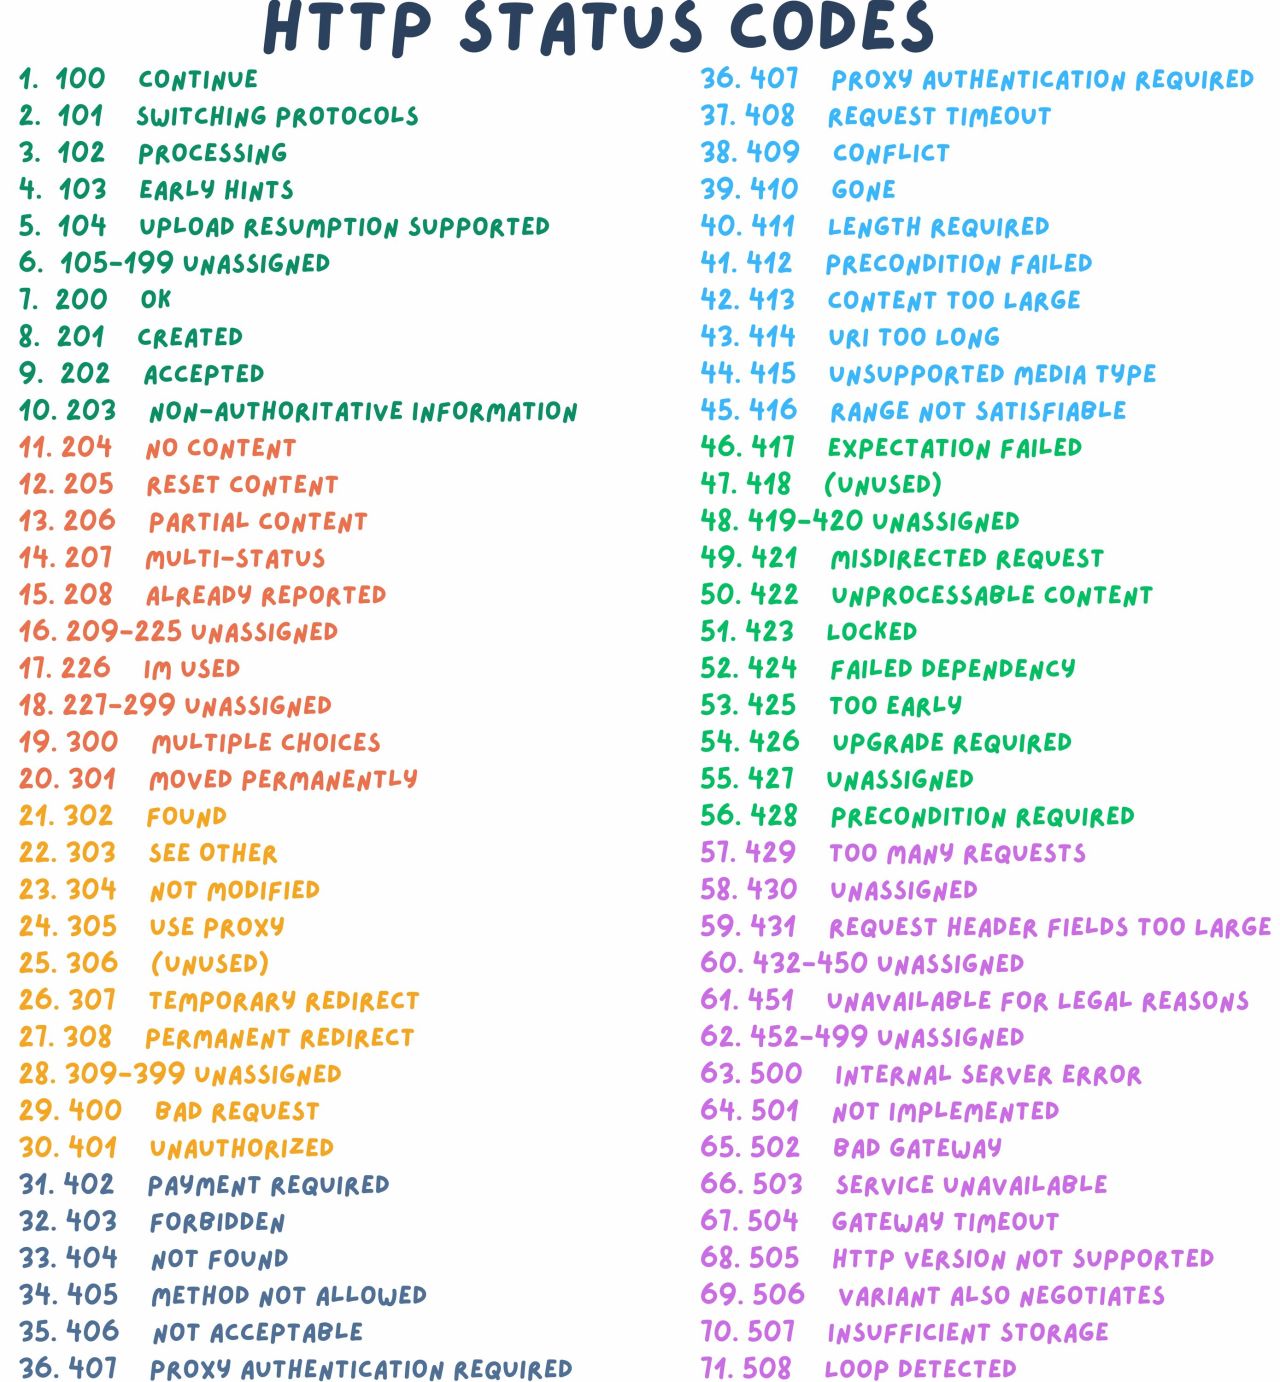 HTTP STATUS CODES
1. 100 CONTINUE
2. 101 SWITCHING PROTOCOLS
3. 102 PROCESSING
4. 103 EARLY HINTS
5. 104 UPLOAD RESUMPTION SUPPORTED
6. 105-199 UNASSIGNED
7. 200 OK
8. 201 CREATED
9. 202 ACCEPTED
10. 203 NON-AUTHORITATIVE INFORMATION
11. 204 NO CONTENT
12. 205 RESET CONTENT
13. 206 PARTIAL CONTENT
14. 207 MULTI-STATUS
15. 208 ALREADY REPORTED
16. 209-225 UNASSIGNED
17. 226 IM USED
18. 227-299 UNASSIGNED
19. 300 MULTIPLE CHOICES
20. 301 MOVED PERMANENTLY
21. 302 FOUND
22. 303 SEE OTHER
23. 304 NOT MODIFIED
24. 305 USE PROXY
25. 306 (UNUSED)
26. 307 TEMPORARY REDIRECT
27. 308 PERMANENT REDIRECT
28. 309-399 UNASSIGNED
29. 400 BAD REQUEST
30. 401 UNAUTHORIZED
31. 402 PAYMENT REQUIRED
32. 403 FORBIDDEN
33. 404 NOT FOUND
34. 405 METHOD NOT ALLOWED
35. 406 NOT ACCEPTABLE
36. 407 PROXY AUTHENTICATION REQUIRED
36. 407 PROXY AUTHENTICATION REQUIRED
37. 408 REQUEST TIMEOUT
38. 409 CONFLICT
39. 410 GONE
40. 411 LENGTH REQUIRED
41. 412 PRECONDITION FAILED
42. 413 CONTENT TOO LARGE
43. 414 URI TOO LONG
44. 415 UNSUPPORTED MEDIA TYPE
45. 416 RANGE NOT SATISFIABLE
46. 417 EXPECTATION FAILED
47. 418 (UNUSED)
48. 419-420 UNASSIGNED
49. 421 MISDIRECTED REQUEST
50. 422 UNPROCESSABLE CONTENT
51. 423 LOCKED
52. 424 FAILED DEPENDENCY
53. 425 TOO EARLY
54. 426 UPGRADE REQUIRED
55. 427 UNASSIGNED
56. 428 PRECONDITION REQUIRED
57. 429 TOO MANY REQUESTS
58. 430 UNASSIGNED
59. 431 REQUEST HEADER FIELDS TOO LARGE
60. 432-450 UNASSIGNED
61. 451 UNAVAILABLE FOR LEGAL REASONS
62. 452-499 UNASSIGNED
63. 500 INTERNAL SERVER ERROR
64. 501 NOT IMPLEMENTED
65. 502 BAD GATEWAY
66. 503 SERVICE UNAVAILABLE
67. 504 GATEWAY TIMEOUT
68. 505 HTTP VERSION NOT SUPPORTED
69. 506 VARIANT ALSO NEGOTIATES
70. 507 INSUFFICIENT STORAGE
71. 508 LOOP DETECTED